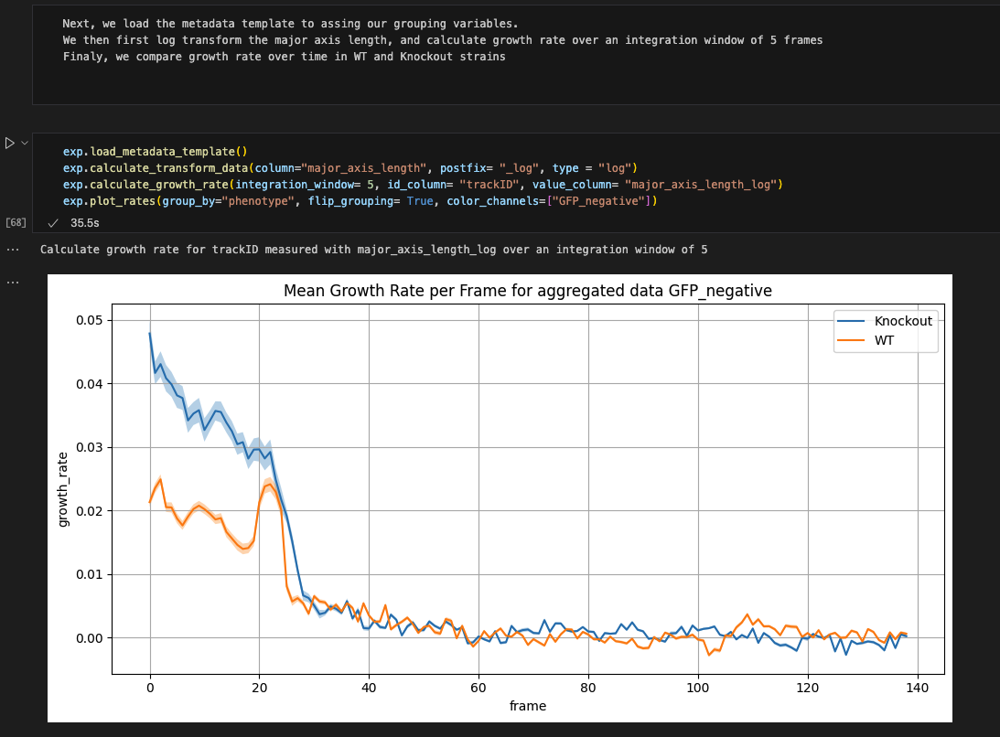 Next, we load the metadata template to assing our grouping variables.
We then first log transform the major axis length, and calculate growth rate over an integration window of 5 frames
Finaly, we compare growth rate over time in WT and Knockout strains
exp.load_metadata_template()
exp.calculate_transform_data(column="major_axis_length", postfix= "_log", type = "log")
exp.calculate_growth_rate(integration_window= 5, id_column= "trackID", value_column= "major_axis_length_log")
exp.plot_rates(group_by="phenotype", flip_grouping= True, color_channels=["GFP_negative"])
[68] ✓ 35.5s
... Calculate growth rate for trackID measured with major_axis_length_log over an integration window of 5
...
Mean Growth Rate per Frame for aggregated data GFP_negative
Knockout
WT
0.05
0.04
0.03
0.02
0.01
0.00
growth_rate
0 20 40 60 80 100 120 140
frame